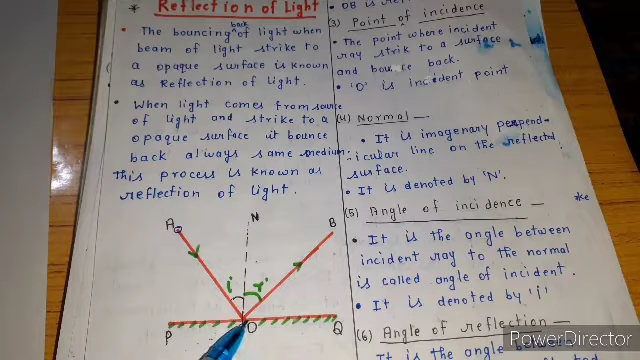 * Reflection of Light
• The bouncing back of light when
beam of light strike to
a opaque surface is known
as Reflection of Light.
• When light comes from source
of light and strike to a
opaque surface it bounce
back always same medium.
This process is known as
reflection of light.
A
N
B
i
r
P
O
Q
OB is
3) Point of incidence
• The point where incident
ray strik to a surface
and bounce back.
• 'O' is incident point
(4) Normal —
• It is imogenary perpend-
icular line on the reflected
surface.
• It is denoted by 'N'.
(5) Angle of incidence —
*ke
• It is the angle between
incident ray to the normal
is called angle of incident.
• It is denoted by 'i'
(6) Angle of reflection —
It is the angle between
PowerDirector